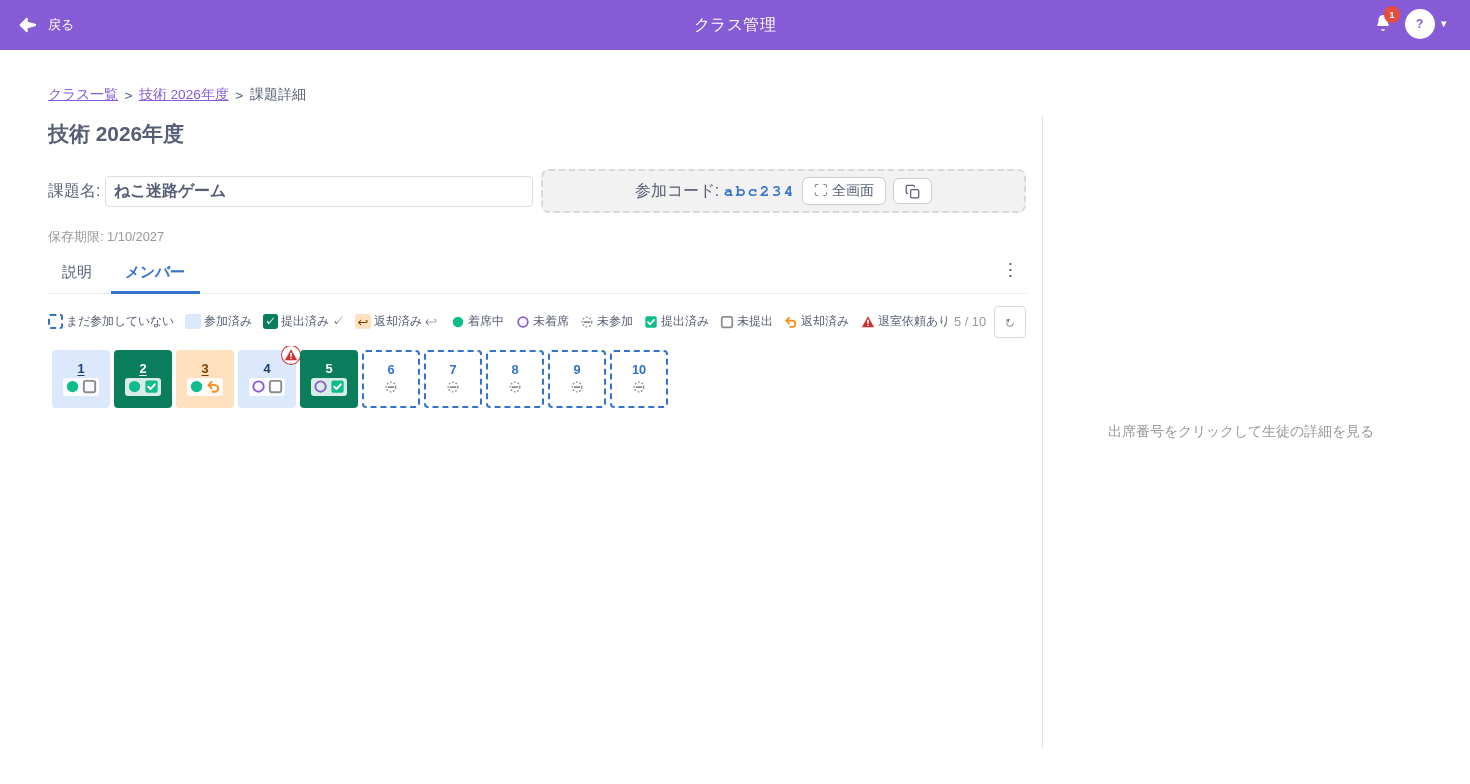 戻る
クラス管理
1
?
クラス一覧 > 技術 2026年度 > 課題詳細
技術 2026年度
課題名: ねこ迷路ゲーム
参加コード: abc234 全画面
保存期限: 1/10/2027
説明 メンバー
まだ参加していない 参加済み 提出済み ✓ 返却済み ↩ 着席中 未着席 未参加 提出済み 未提出 返却済み 退室依頼あり 5 / 10
1 2 3 4 5 6 7 8 9 10
出席番号をクリックして生徒の詳細を見る